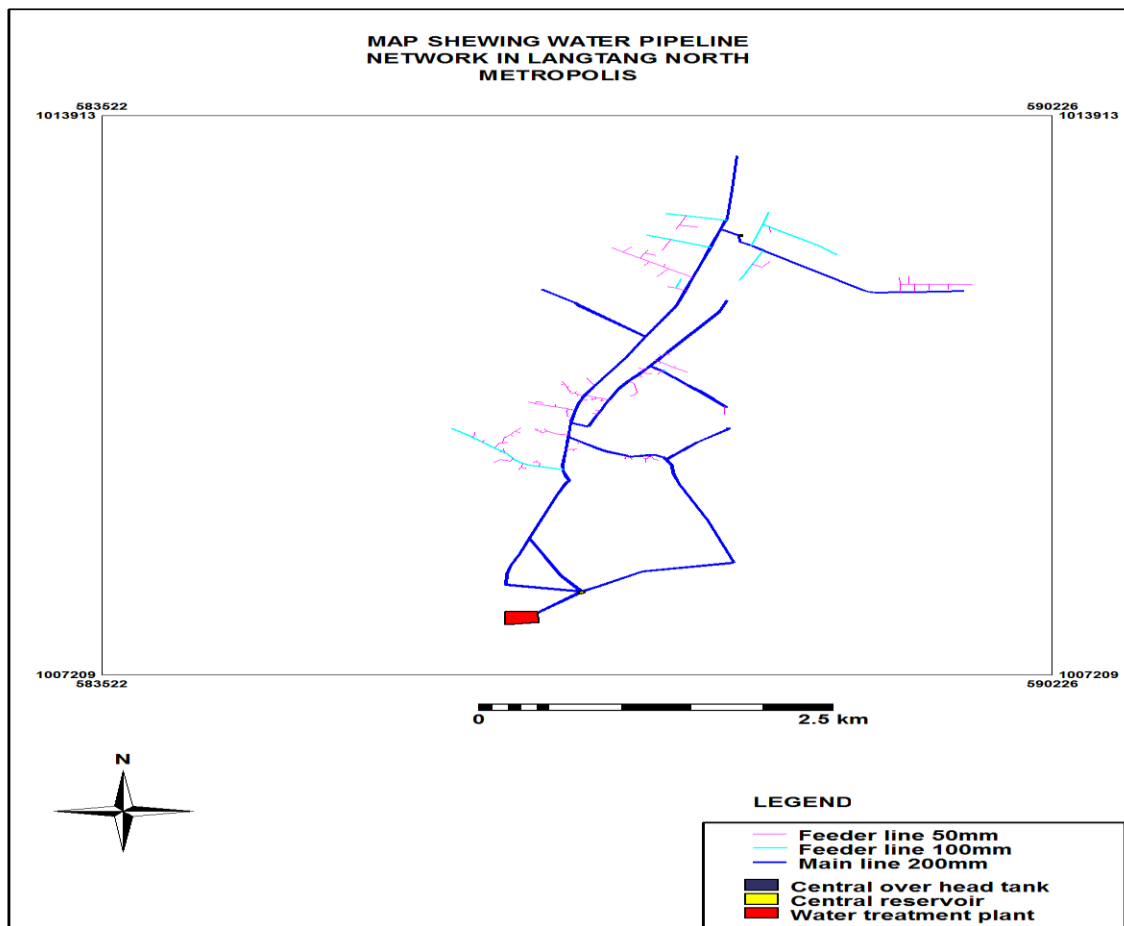 MAP SHEWING WATER PIPELINE
NETWORK IN LANGTANG NORTH
METROPOLIS
583522
590226
1013913
1013913
1007209
1007209
583522
590226
0
2.5 km
N
LEGEND
Feeder line 50mm
Feeder line 100mm
Main line 200mm
Central over head tank
Central reservoir
Water treatment plant